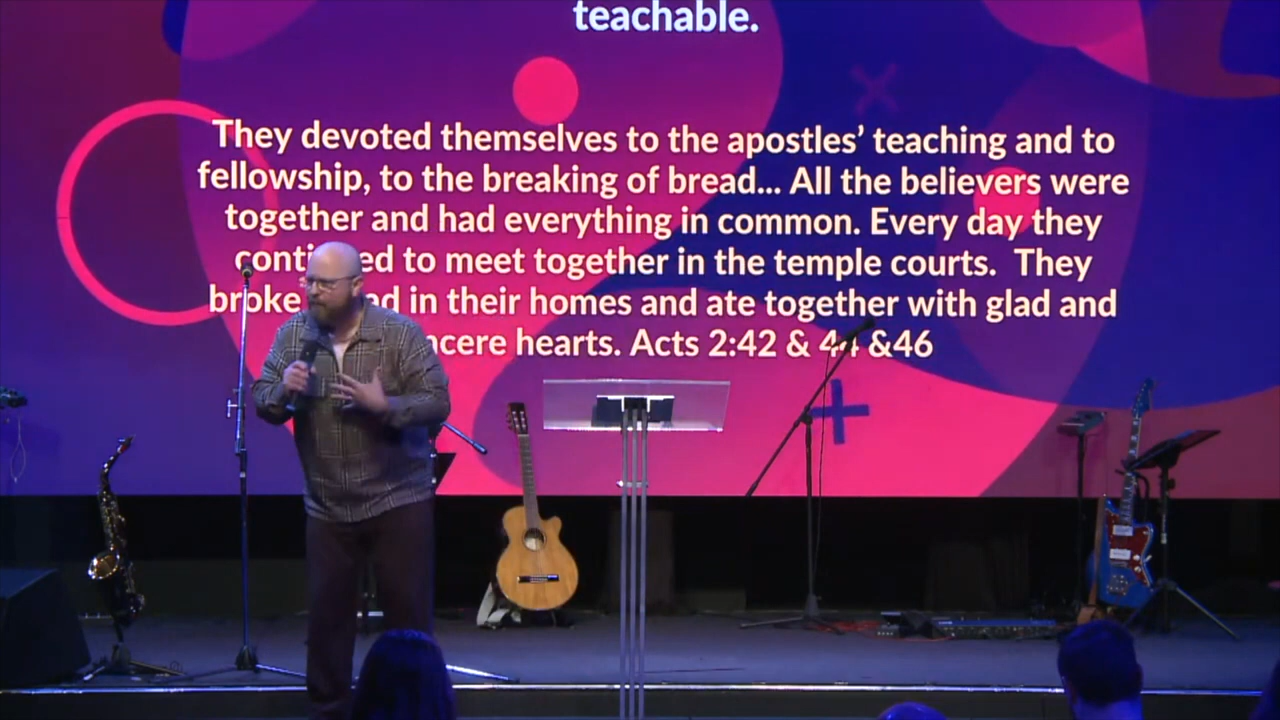 teachable.
They devoted themselves to the apostles’ teaching and to
fellowship, to the breaking of bread... All the believers were
together and had everything in common. Every day they
to meet together in the temple courts. They
broke in their homes and ate together with glad and
hearts. Acts 2:42 & 44 &46